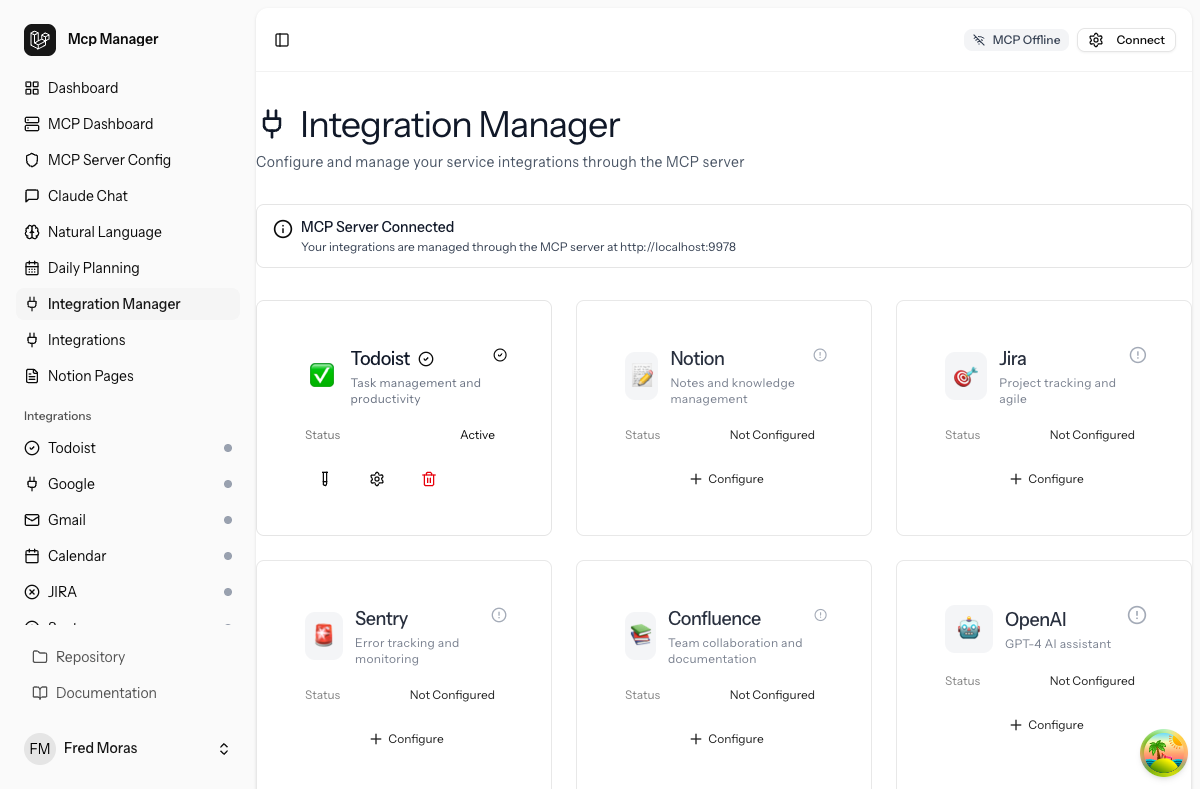 Mcp Manager
Dashboard
MCP Dashboard
MCP Server Config
Claude Chat
Natural Language
Daily Planning
Integration Manager
Integrations
Notion Pages
Integrations
Todoist
Google
Gmail
Calendar
JIRA
Repository
Documentation
FM
Fred Moras
MCP Offline
Connect
Integration Manager
Configure and manage your service integrations through the MCP server
MCP Server Connected
Your integrations are managed through the MCP server at http://localhost:9978
Todoist
Task management and
productivity
Status
Active
Notion
Notes and knowledge
management
Status
Not Configured
Configure
Jira
Project tracking and
agile
Status
Not Configured
Configure
Sentry
Error tracking and
monitoring
Status
Not Configured
Configure
Confluence
Team collaboration and
documentation
Status
Not Configured
Configure
OpenAI
GPT-4 AI assistant
Status
Not Configured
Configure